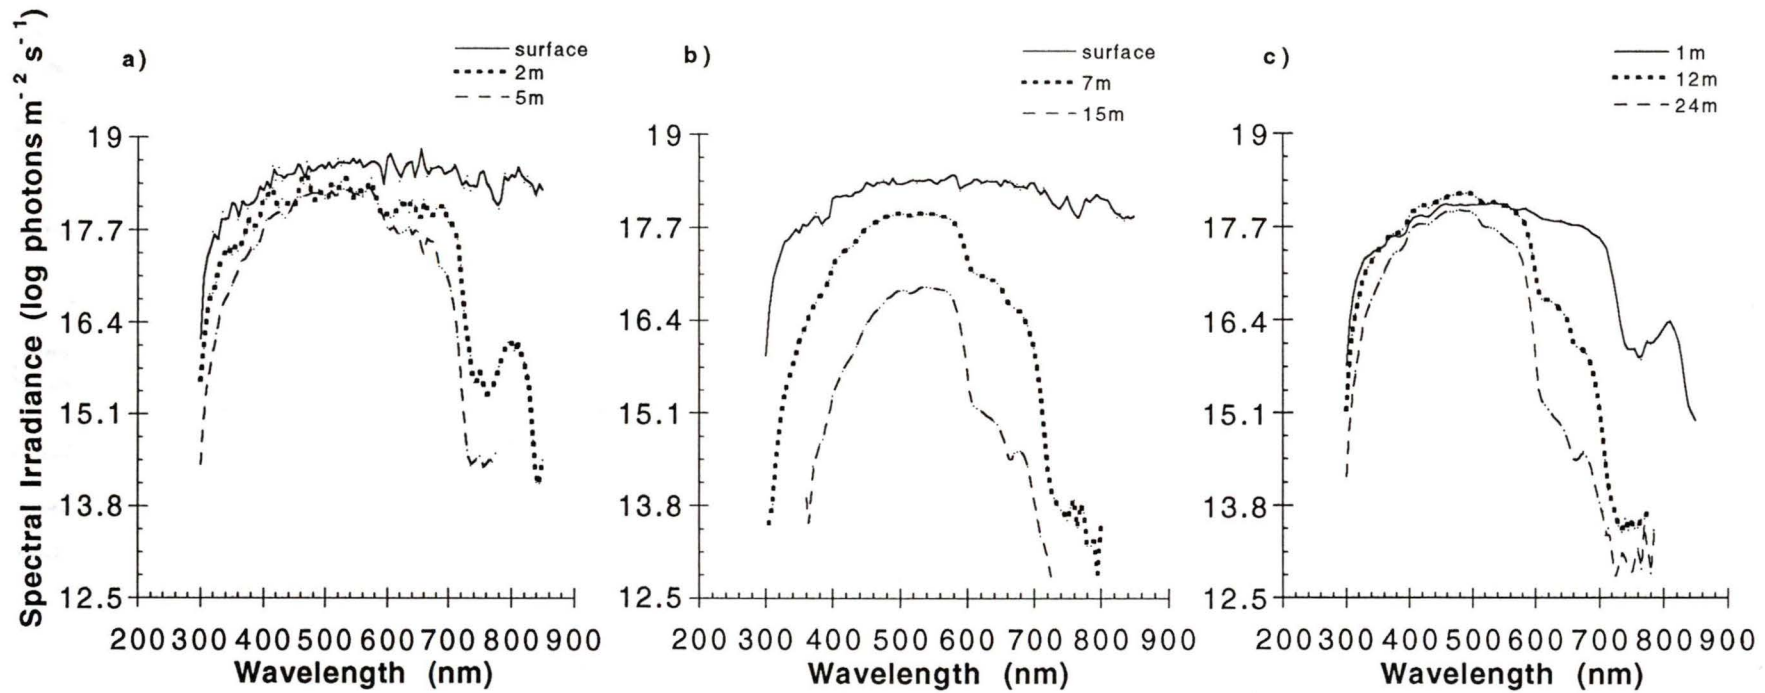 Spectral Irradiance (log photons m-2 s-1)
a)
surface
2m
5m
19
17.7
16.4
15.1
13.8
12.5
200 300 400 500 600 700 800 900
Wavelength (nm)
b)
surface
7m
15m
19
17.7
16.4
15.1
13.8
12.5
200 300 400 500 600 700 800 900
Wavelength (nm)
c)
1m
12m
24m
19
17.7
16.4
15.1
13.8
12.5
200 300 400 500 600 700 800 900
Wavelength (nm)